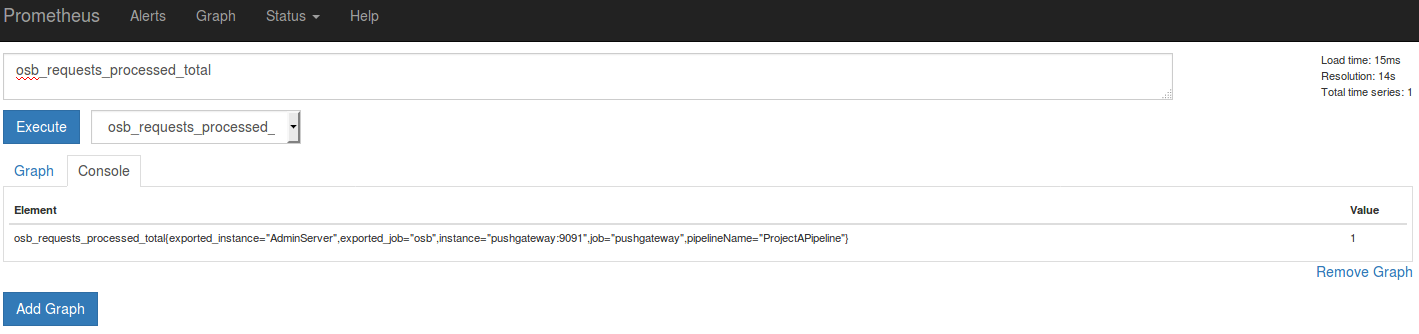 Prometheus Alerts Graph Status Help
osb_requests_processed_total
Load time: 15ms
Resolution: 14s
Total time series: 1
Execute osb_requests_processed_
Graph Console
Element Value
osb_requests_processed_total{exported_instance="AdminServer",exported_job="osb",instance="pushgateway:9091",job="pushgateway",pipelineName="ProjectAPipeline"} 1
Remove Graph
Add Graph